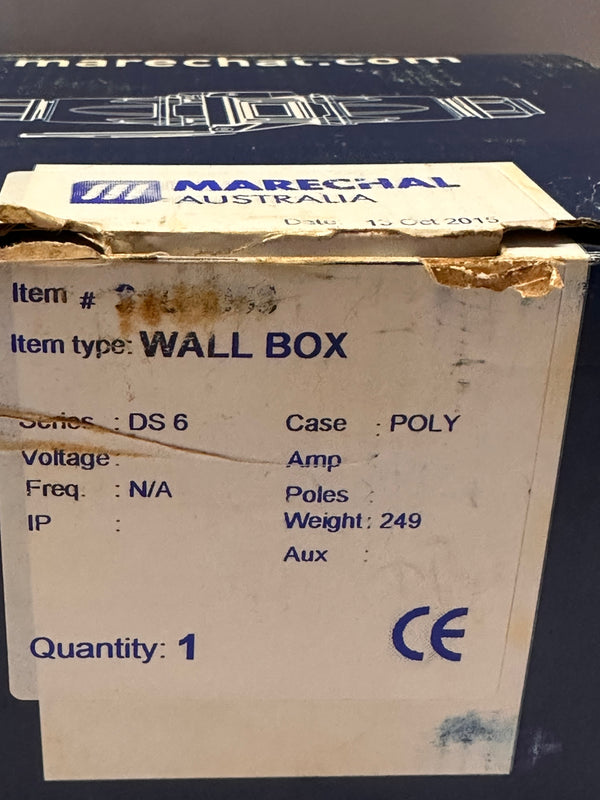 marechal.com
MARECHAL
AUSTRALIA
Date 13 Oct 2015
Item #
Item type: WALL BOX
Series : DS 6 Case : POLY
Voltage : Amp
Freq. : N/A Poles :
IP : Weight : 249
Aux :
Quantity: 1 CE